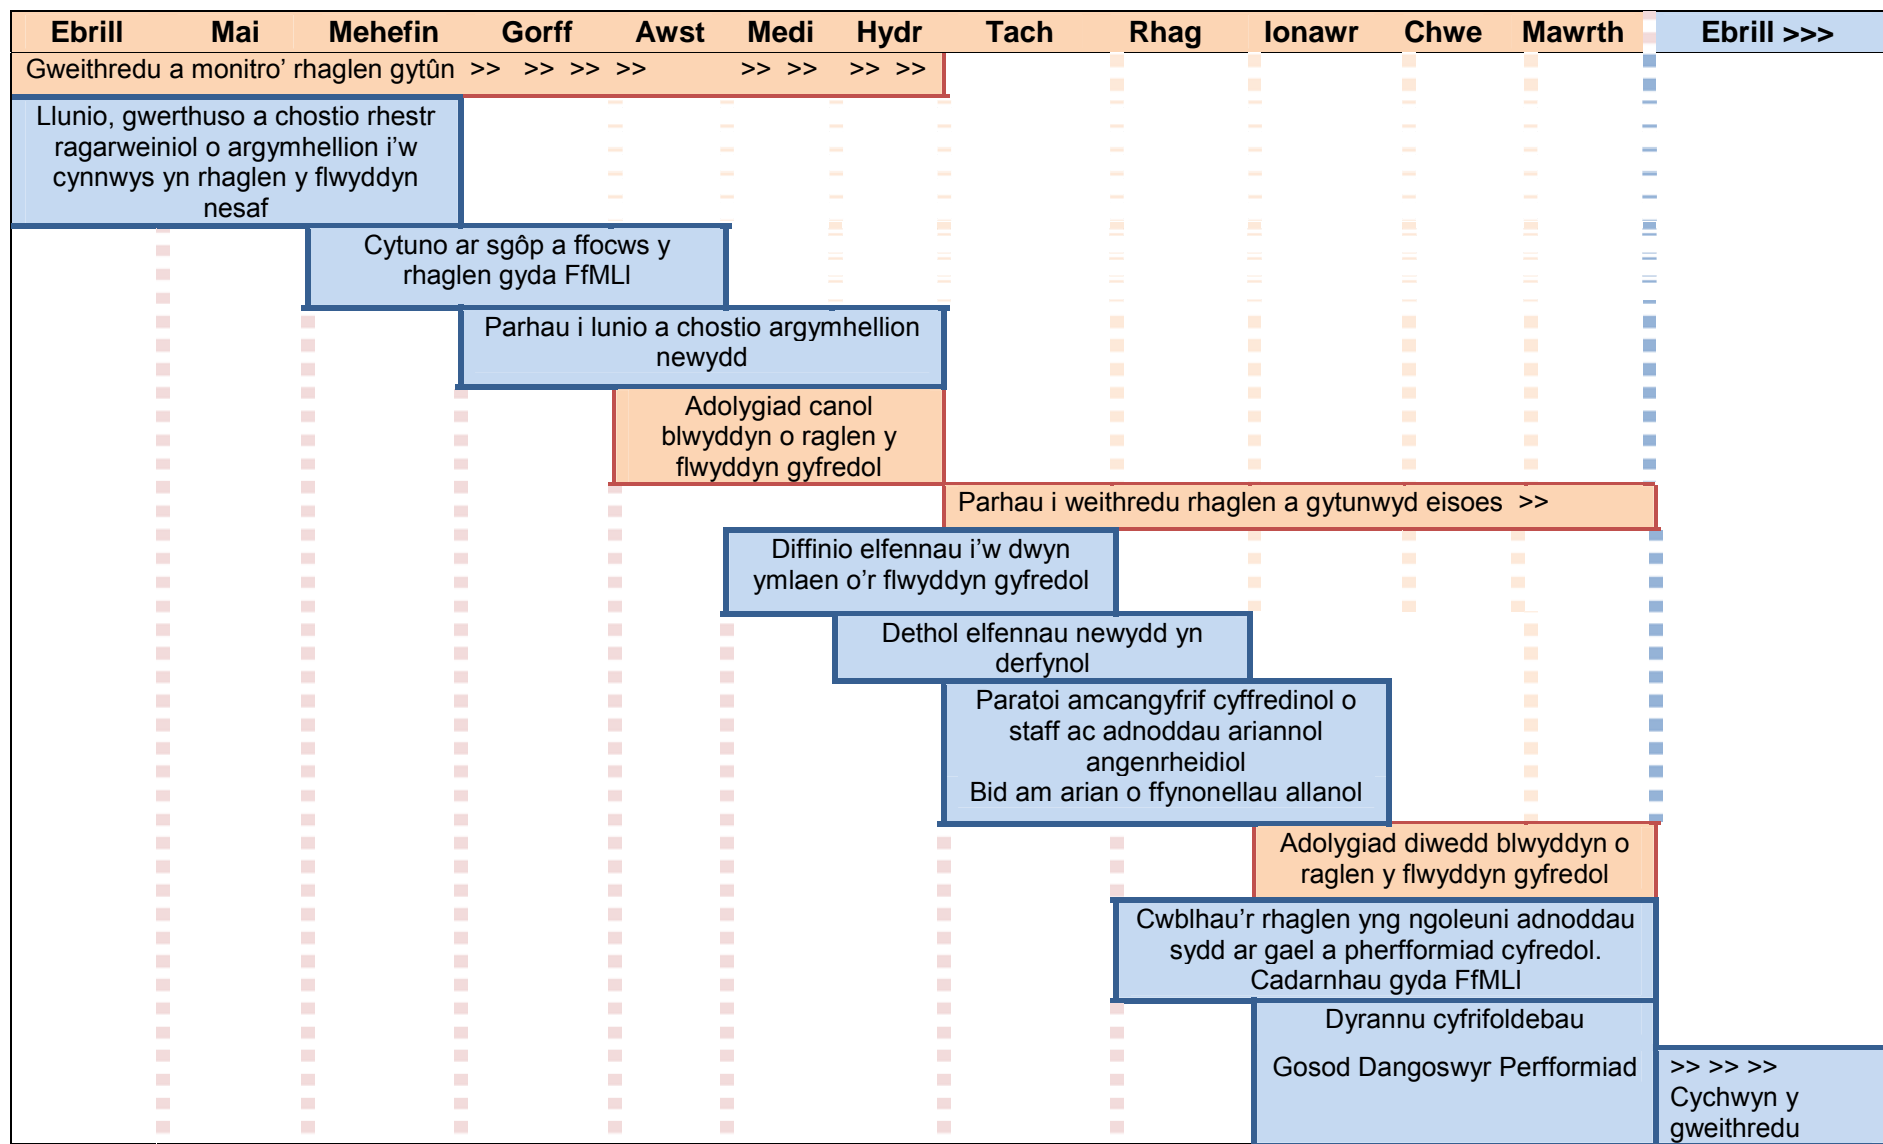 Ebrill Mai Mehefin Gorff Awst Medi Hydr Tach Rhag Ionawr Chwe Mawrth Ebrill >>>
Gweithredu a monitro’ rhaglen gytûn >> >> >> >> >> >> >> >>
Llunio, gwerthuso a chostio rhestr
ragarweiniol o argymhellion i’w
cynnwys yn rhaglen y flwyddyn
nesaf
Cytuno ar sgôp a ffocws y
rhaglen gyda FfMLl
Parhau i lunio a chostio argymhellion
newydd
Adolygiad canol
blwyddyn o raglen y
flwyddyn gyfredol
Parhau i weithredu rhaglen a gytunwyd eisoes >>
Diffinio elfennau i’w dwyn
ymlaen o’r flwyddyn gyfredol
Dethol elfennau newydd yn
derfynol
Paratoi amcangyfrif cyffredinol o
staff ac adnoddau ariannol
angenrheidiol
Bid am arian o ffynonellau allanol
Adolygiad diwedd blwyddyn o
raglen y flwyddyn gyfredol
Cwblhau’r rhaglen yng ngoleuni adnoddau
sydd ar gael a pherfformiad cyfredol.
Cadarnhau gyda FfMLl
Dyrannu cyfrifoldebau
Gosod Dangoswyr Perfformiad
>> >> >>
Cychwyn y
gweithredu